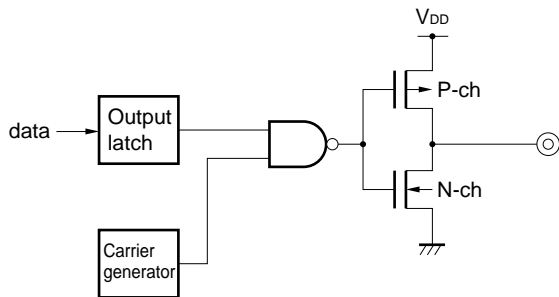 VDD
P-ch
data
Output
latch
N-ch
Carrier
generator